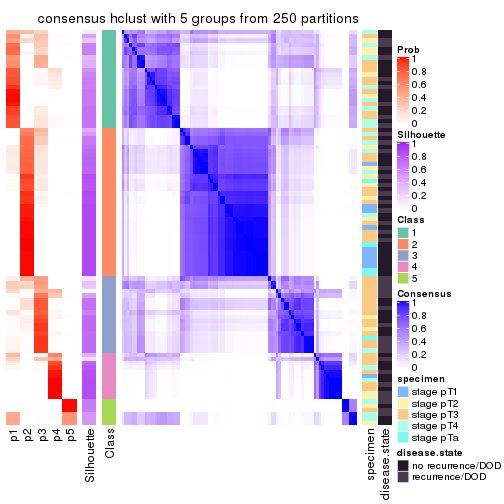 consensus hclust with 5 groups from 250 partitions
Prob
1
0.8
0.6
0.4
0.2
0
Silhouette
1
0.8
0.6
0.4
0.2
0
Class
1
2
3
4
5
Consensus
1
0.8
0.6
0.4
0.2
0
specimen
stage pT1
stage pT2
stage pT3
stage pT4
stage pTa
disease.state
no recurrence/DOD
recurrence/DOD
p1
p2
p3
p4
p5
Silhouette
Class
specimen
disease.state